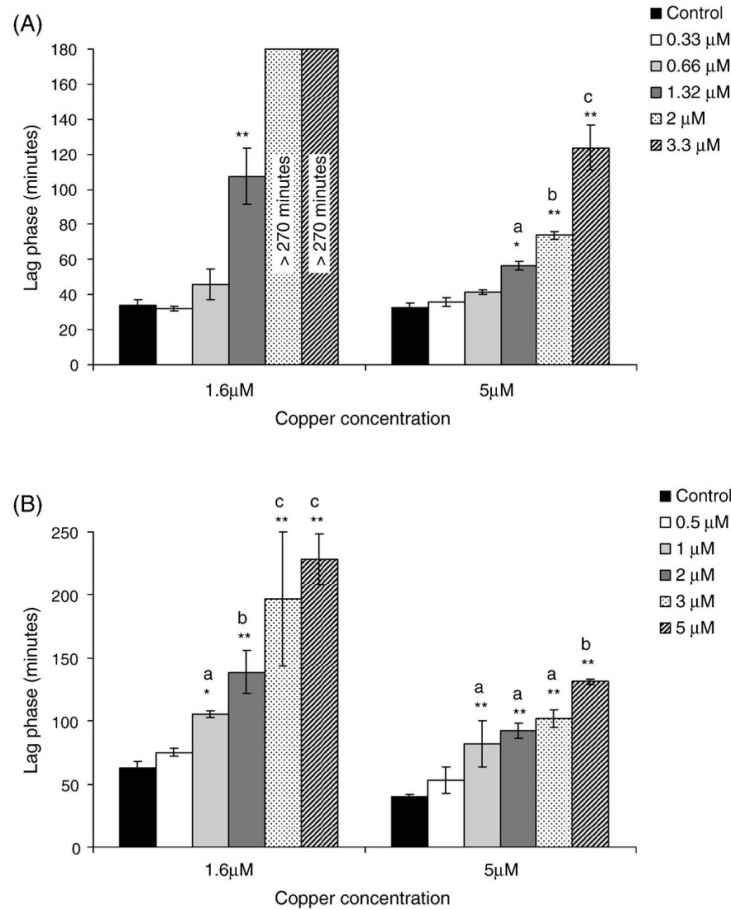 (A)
Control
0.33 μM
0.66 μM
1.32 μM
2 μM
3.3 μM
Lag phase (minutes)
180
160
140
120
100
80
60
40
20
0
**
> 270 minutes
> 270 minutes
a
*
b
**
c
**
1.6μM
5μM
Copper concentration
(B)
Control
0.5 μM
1 μM
2 μM
3 μM
5 μM
Lag phase (minutes)
250
200
150
100
50
0
a
*
b
**
c
**
c
**
a
**
a
**
a
**
b
**
1.6μM
5μM
Copper concentration